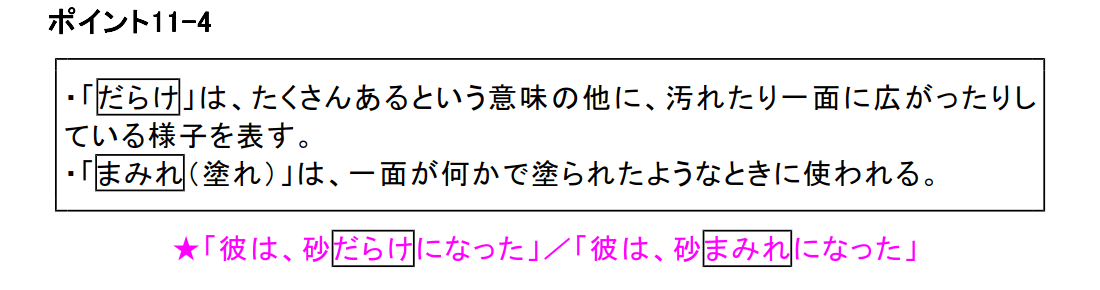 ポイント11-4
・「だらけ」は、たくさんあるという意味の他に、汚れたり一面に広がったりし
ている様子を表す。
・「まみれ(塗れ)」は、一面が何かで塗られたようなときに使われる。
★「彼は、砂だらけになった」／「彼は、砂まみれになった」